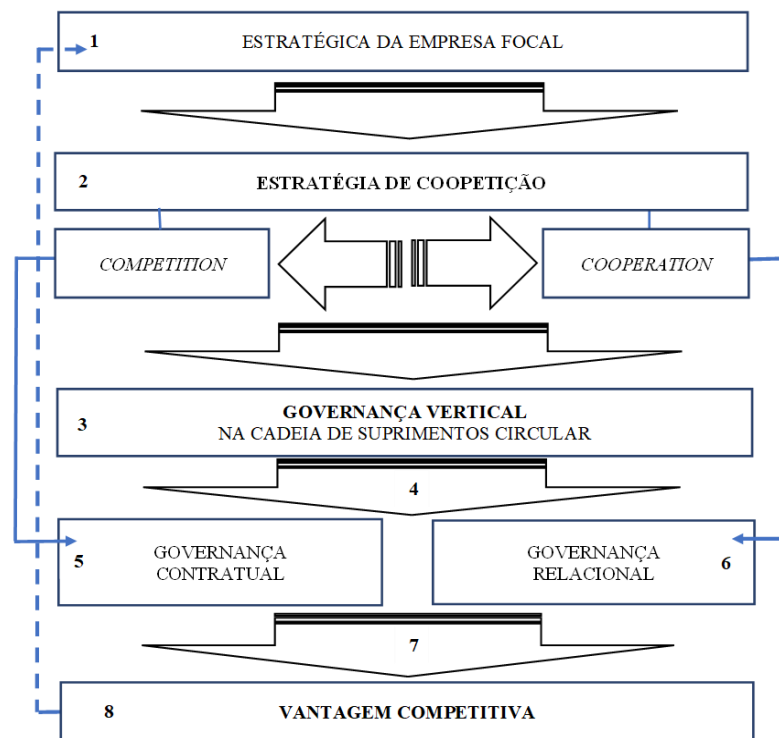 1 ESTRATÉGICA DA EMPRESA FOCAL
2 ESTRATÉGIA DE COOPETIÇÃO
COMPETITION
COOPERATION
3 GOVERNANÇA VERTICAL
NA CADEIA DE SUPRIMENTOS CIRCULAR
4
5 GOVERNANÇA
CONTRATUAL
GOVERNANÇA
RELACIONAL 6
7
8 VANTAGEM COMPETITIVA